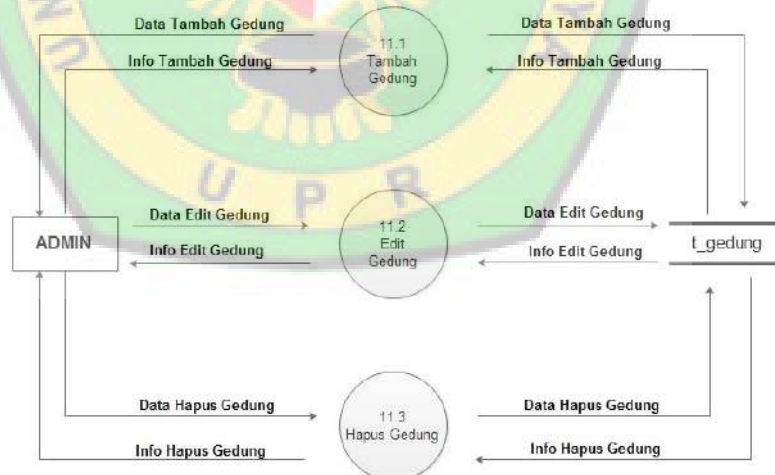 Data Tambah Gedung
Data Tambah Gedung
11.1
Tambah
Gedung
Info Tambah Gedung
Info Tambah Gedung
U P R
Data Edit Gedung
Data Edit Gedung
11.2
Edit
Gedung
ADMIN
t_gedung
Info Edit Gedung
Info Edit Gedung
Data Hapus Gedung
Data Hapus Gedung
11.3
Hapus Gedung
Info Hapus Gedung
Info Hapus Gedung